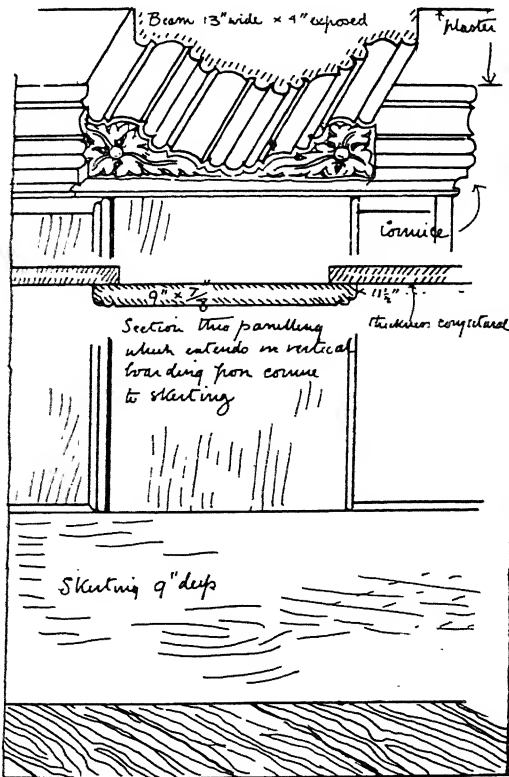 Beam 13" wide × 4" exposed
plaster
cornice
9" × 7/8"
11½"
thickness conjectural
Section thro panelling
which extends in vertical
boarding from cornice
to skirting
Skirting 9" deep